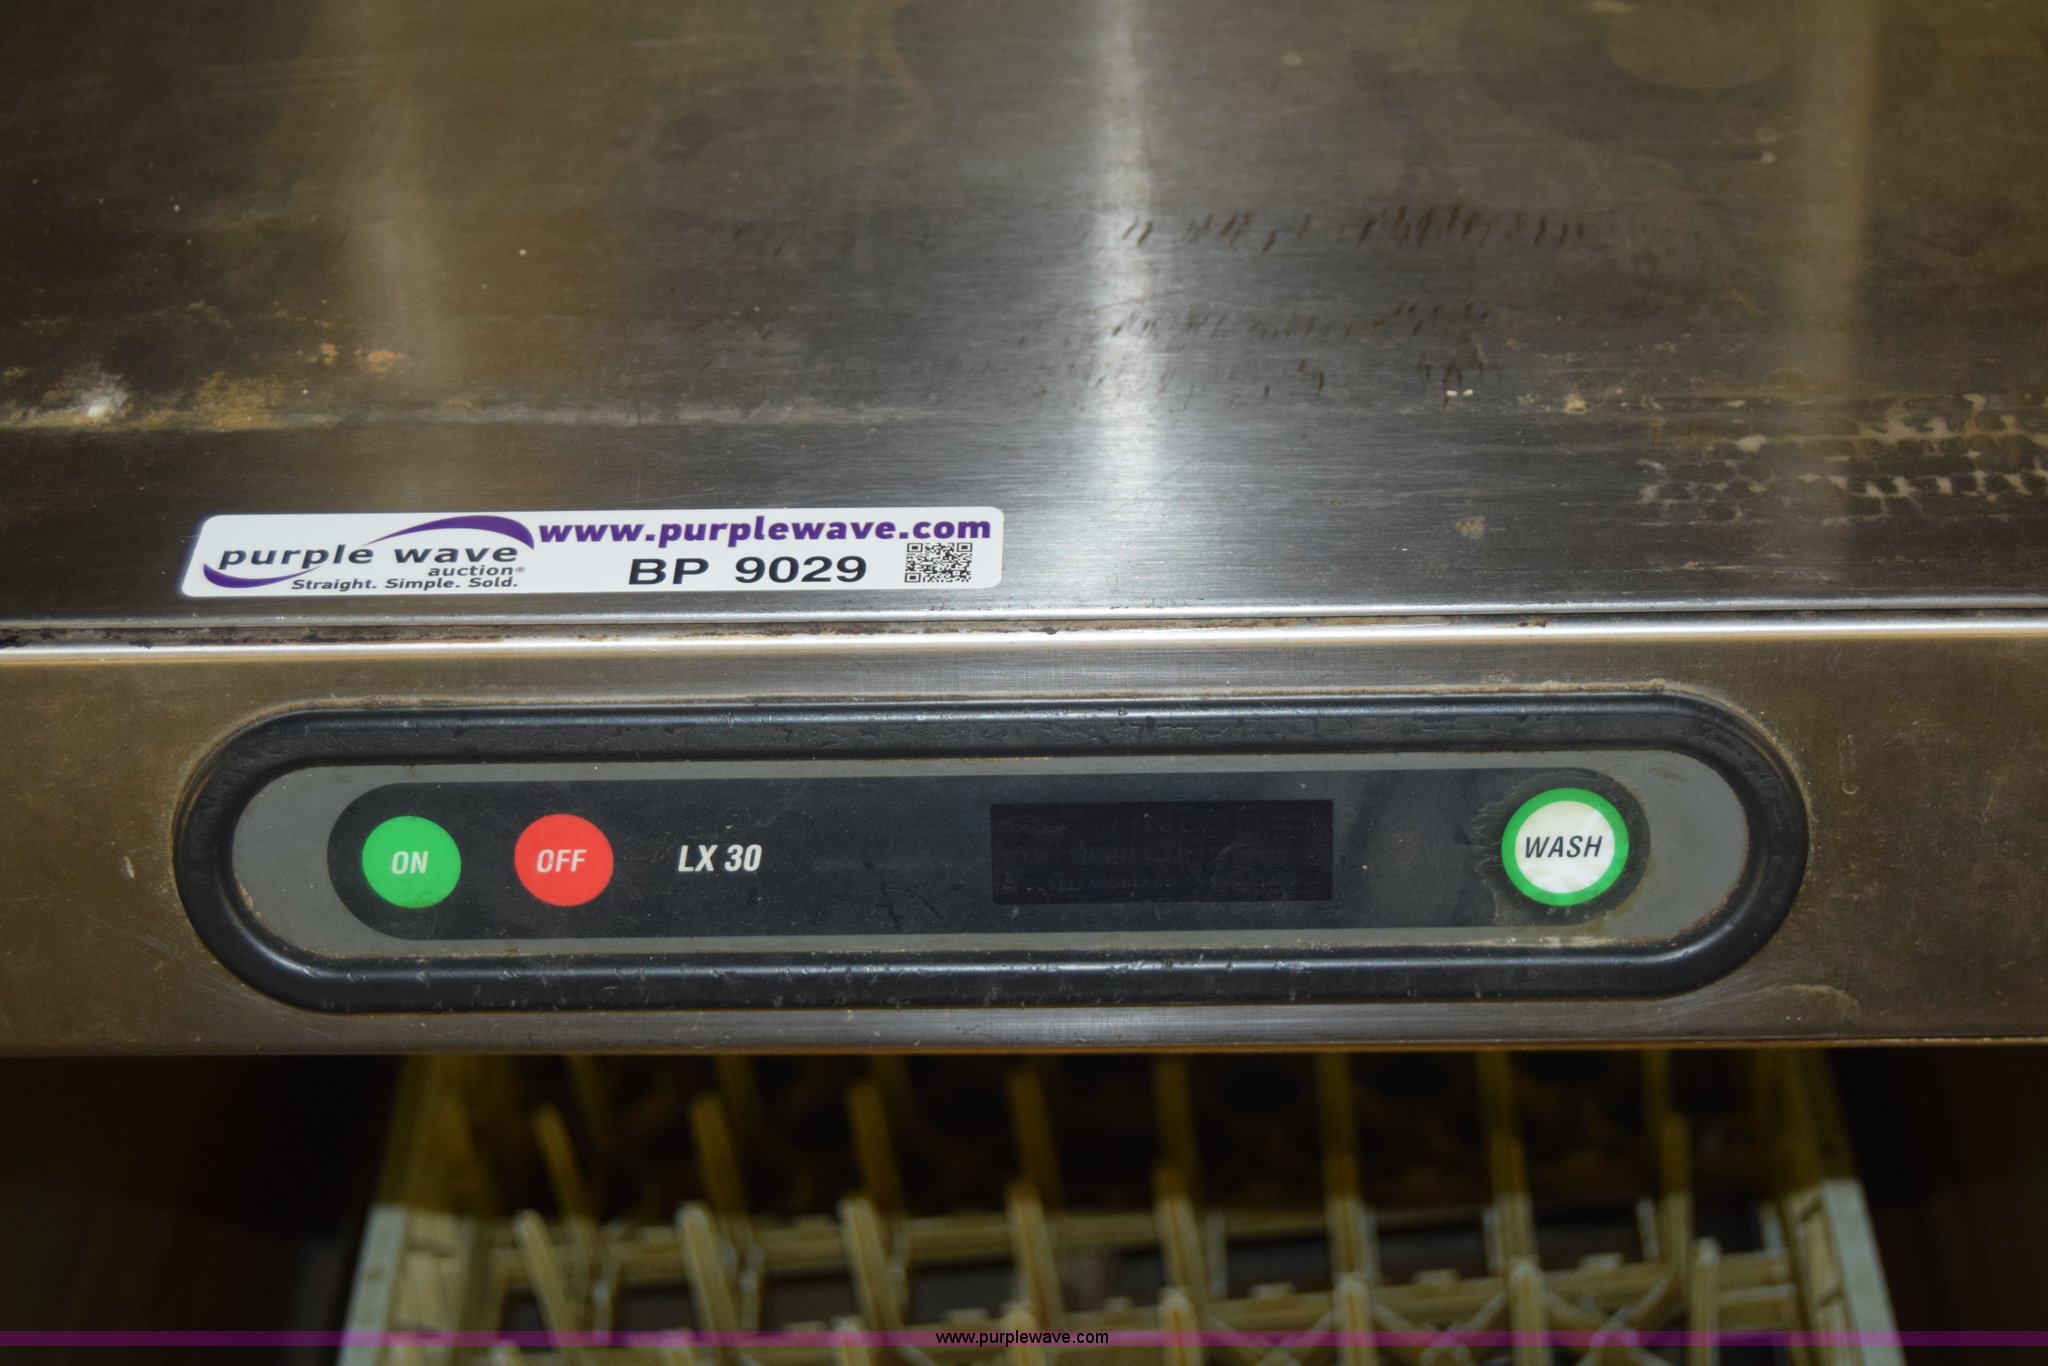 purple wave
auction®
Straight. Simple. Sold.
www.purplewave.com
BP 9029
ON
OFF
LX 30
WASH
www.purplewave.com